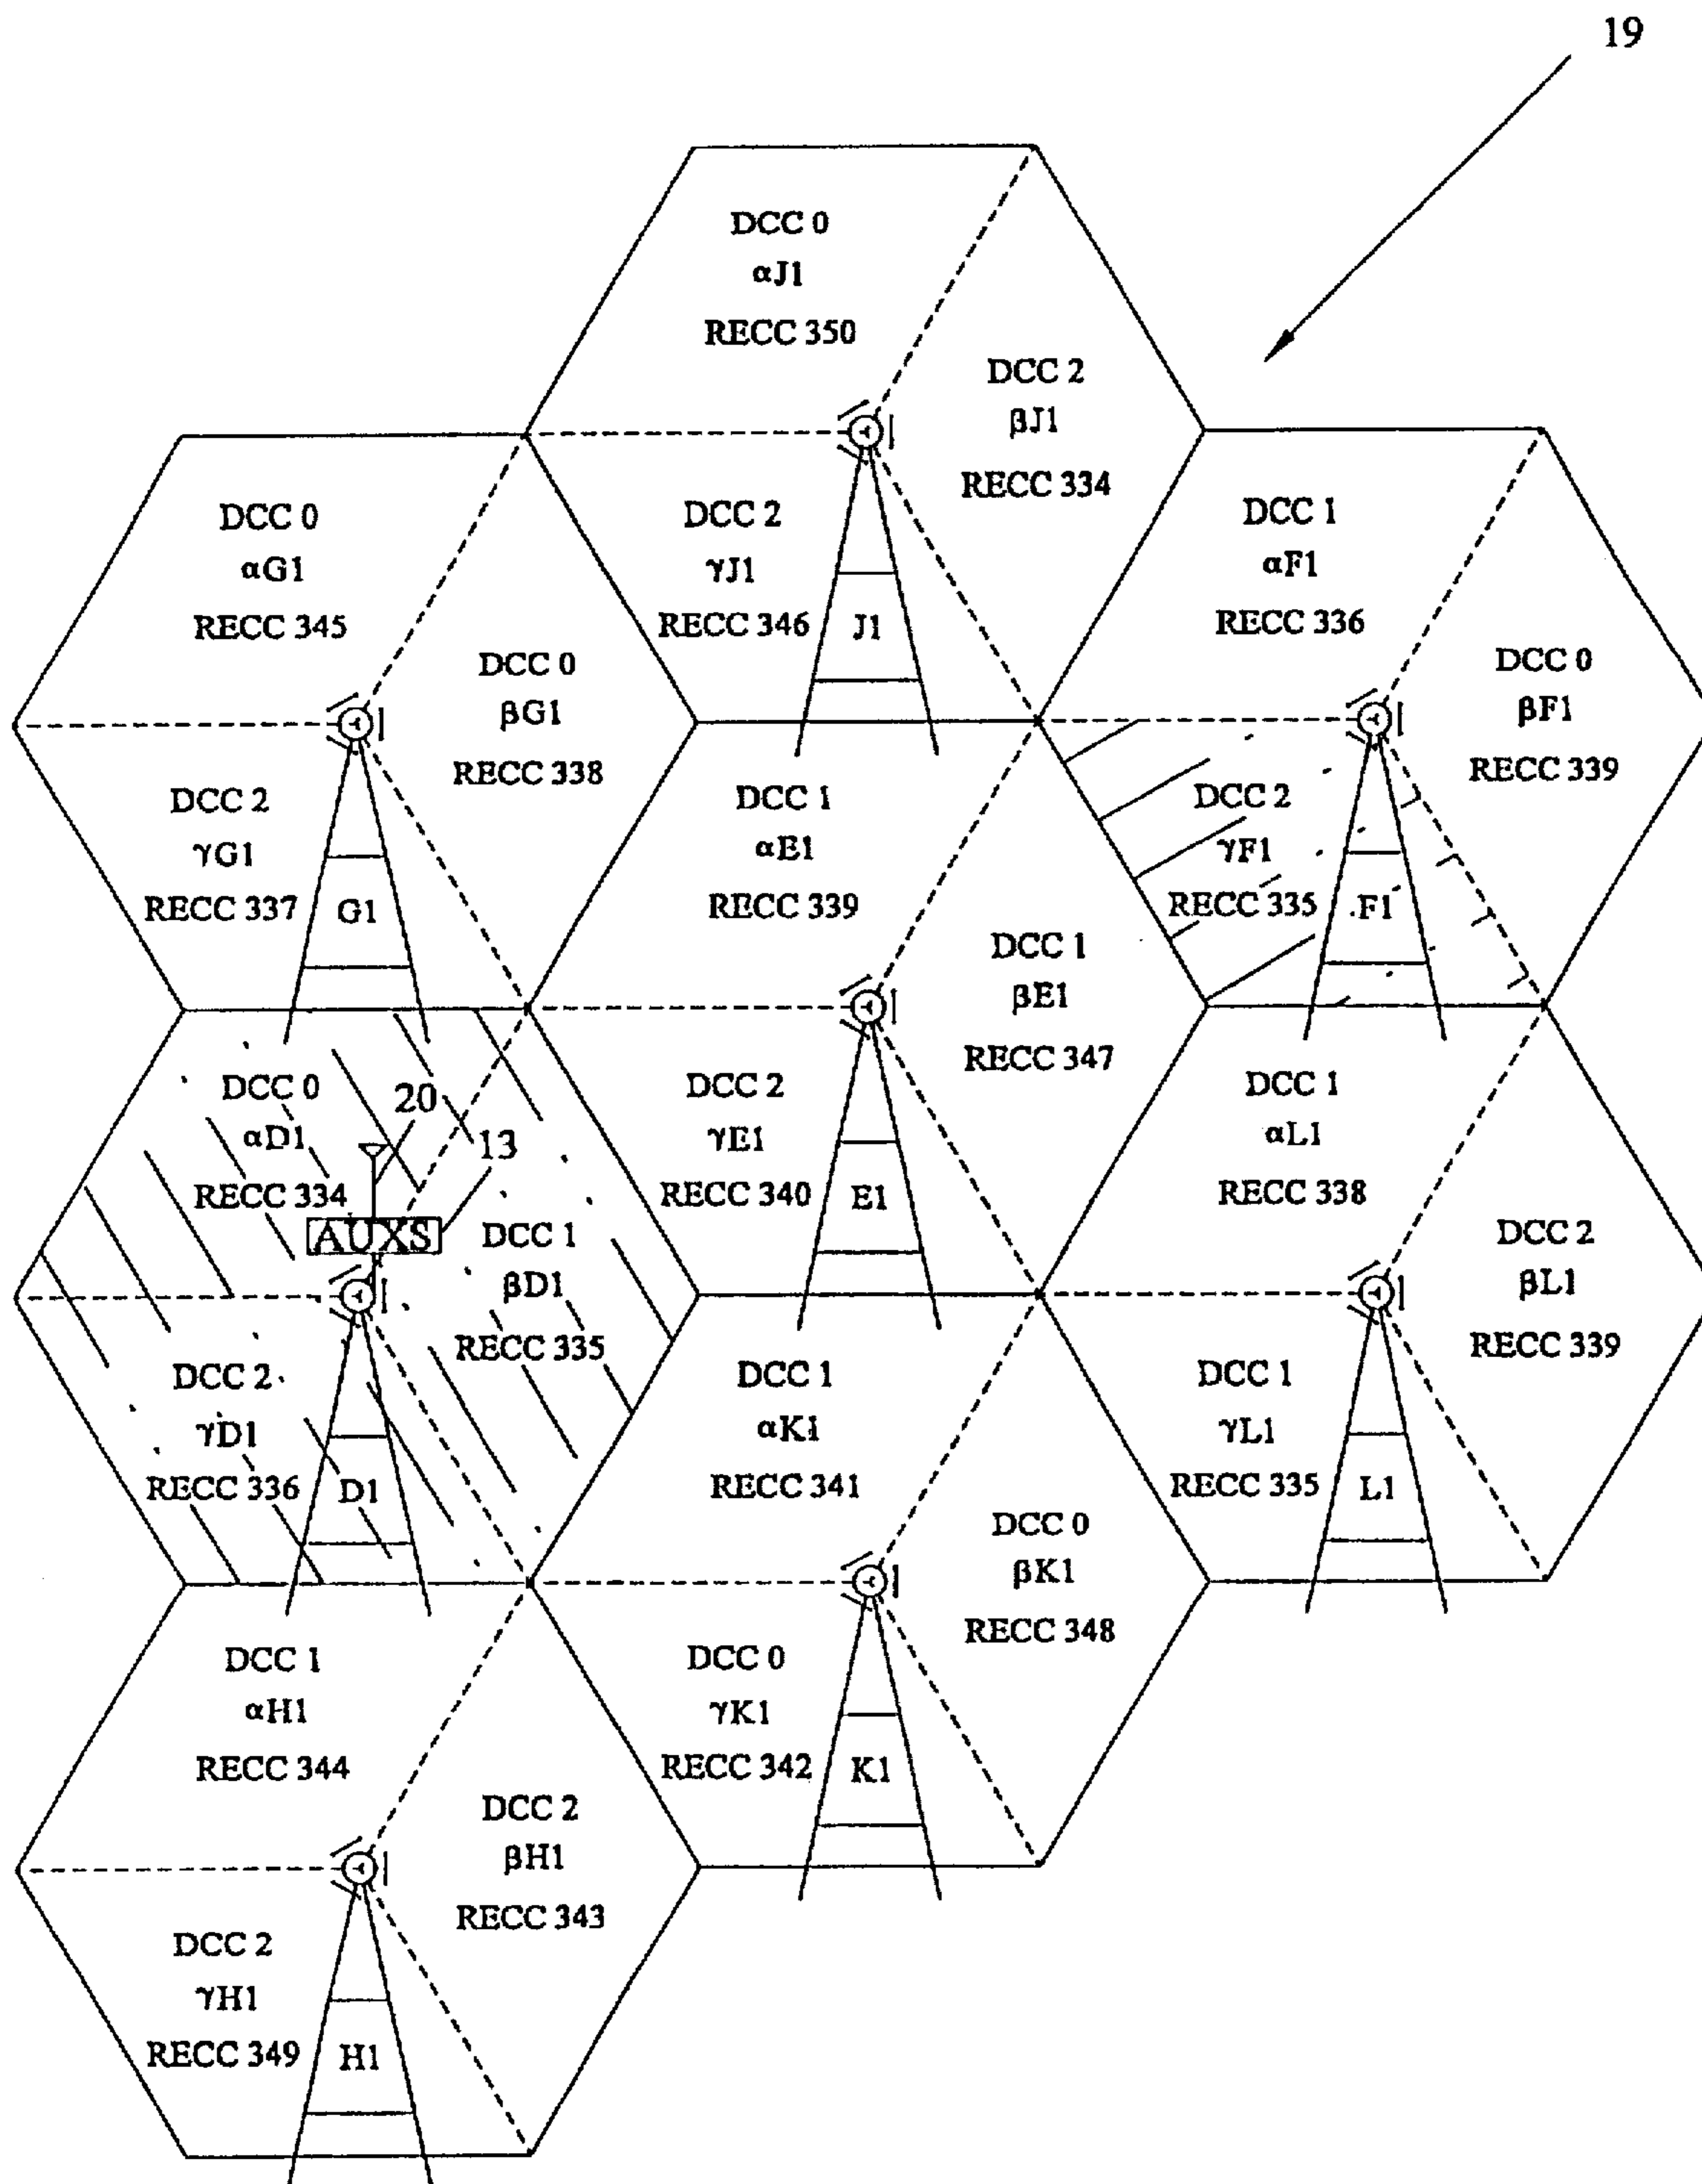 19
DCC 0
αJ1
RECC 350
DCC 2
βJ1
RECC 334
DCC 2
γJ1
RECC 346
J1
DCC 0
αG1
RECC 345
DCC 0
βG1
RECC 338
DCC 2
γG1
RECC 337
G1
DCC 1
αF1
RECC 336
DCC 0
βF1
RECC 339
DCC 2
γF1
RECC 335
F1
DCC 1
αE1
RECC 339
DCC 1
βE1
RECC 347
DCC 2
γE1
RECC 340
E1
DCC 0
αD1
RECC 334
20
13
AUXS
DCC 1
βD1
RECC 335
DCC 2
γD1
RECC 336
D1
DCC 1
αL1
RECC 338
DCC 2
βL1
RECC 339
DCC 1
γL1
RECC 335
L1
DCC 1
αK1
RECC 341
DCC 0
βK1
RECC 348
DCC 0
γK1
RECC 342
K1
DCC 1
αH1
RECC 344
DCC 2
βH1
RECC 343
DCC 2
γH1
RECC 349
H1